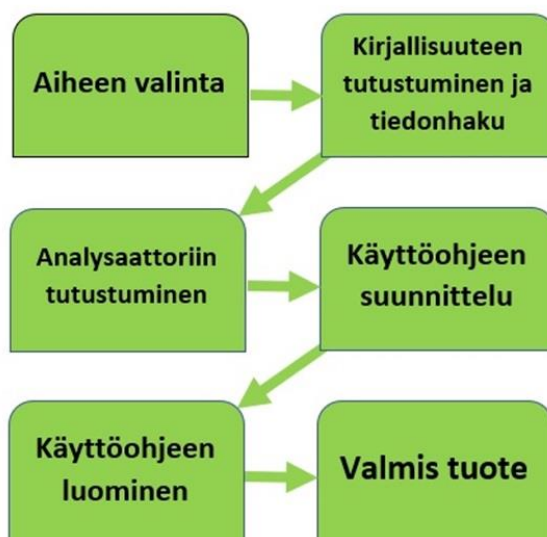 Aiheen valinta
Kirjallisuuteen
tutustuminen ja
tiedonhaku
Analysaattoriin
tutustuminen
Käyttöohjeen
suunnittelu
Käyttöohjeen
luominen
Valmis tuote